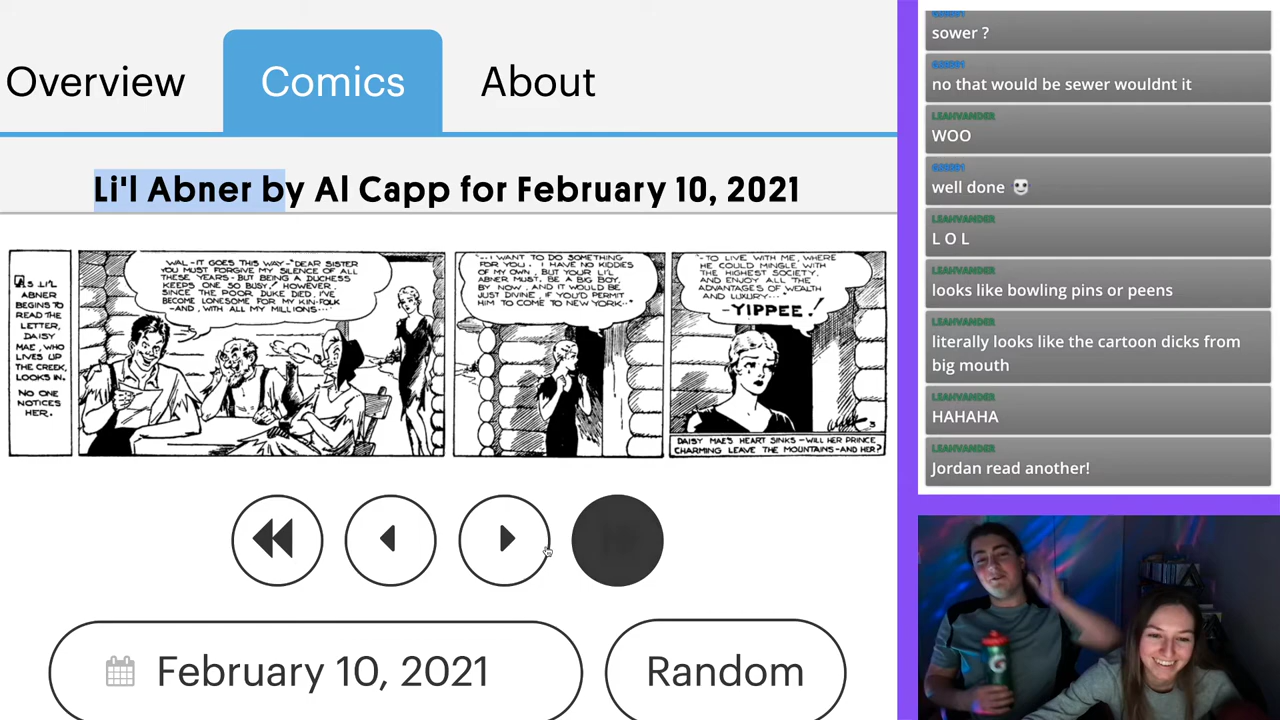 Overview
Comics
About
Li'l Abner by Al Capp for February 10, 2021
AS LI'L
ABNER
BEGINS TO
READ THE
LETTER,
DAISY
MAE, WHO
LIVES UP
THE CREEK,
LOOKS IN.
NO ONE
NOTICES
HER.
WAL-IT GOES THIS WAY-"DEAR SISTER
YOU MUST FORGIVE MY SILENCE OF ALL
THESE YEARS-BUT BEING A DUCHESS
KEEPS ONE SO BUSY! HOWEVER,
SINCE THE POOR DUKE DIED, I'VE
BECOME LONESOME FOR MY KIN-FOLK
-AND, WITH ALL MY MILLIONS...
-I WANT TO DO SOMETHING
FOR YOU. I HAVE NO KIDDIES
OF MY OWN, BUT YOUR LI'L
ABNER MUST BE A BIG BOY,
BY NOW, AND IT WOULD BE
JUST DIVINE, IF YOU'D PERMIT
HIM TO COME TO NEW YORK..."
"-TO LIVE WITH ME, WHERE
HE COULD MINGLE WITH
THE HIGHEST SOCIETY,
AND ENJOY ALL THE
ADVANTAGES OF WEALTH
AND LUXURY..."
-YIPPEE!
DAISY MAE'S HEART SINKS-WILL HER PRINCE
CHARMING LEAVE THE MOUNTAINS-AND HER?
February 10, 2021
Random
sower ?
no that would be sewer wouldnt it
LEAHVANDER
WOO
well done
LEAHVANDER
L O L
LEAHVANDER
looks like bowling pins or peens
LEAHVANDER
literally looks like the cartoon dicks from
big mouth
LEAHVANDER
HAHAHA
LEAHVANDER
Jordan read another!
G